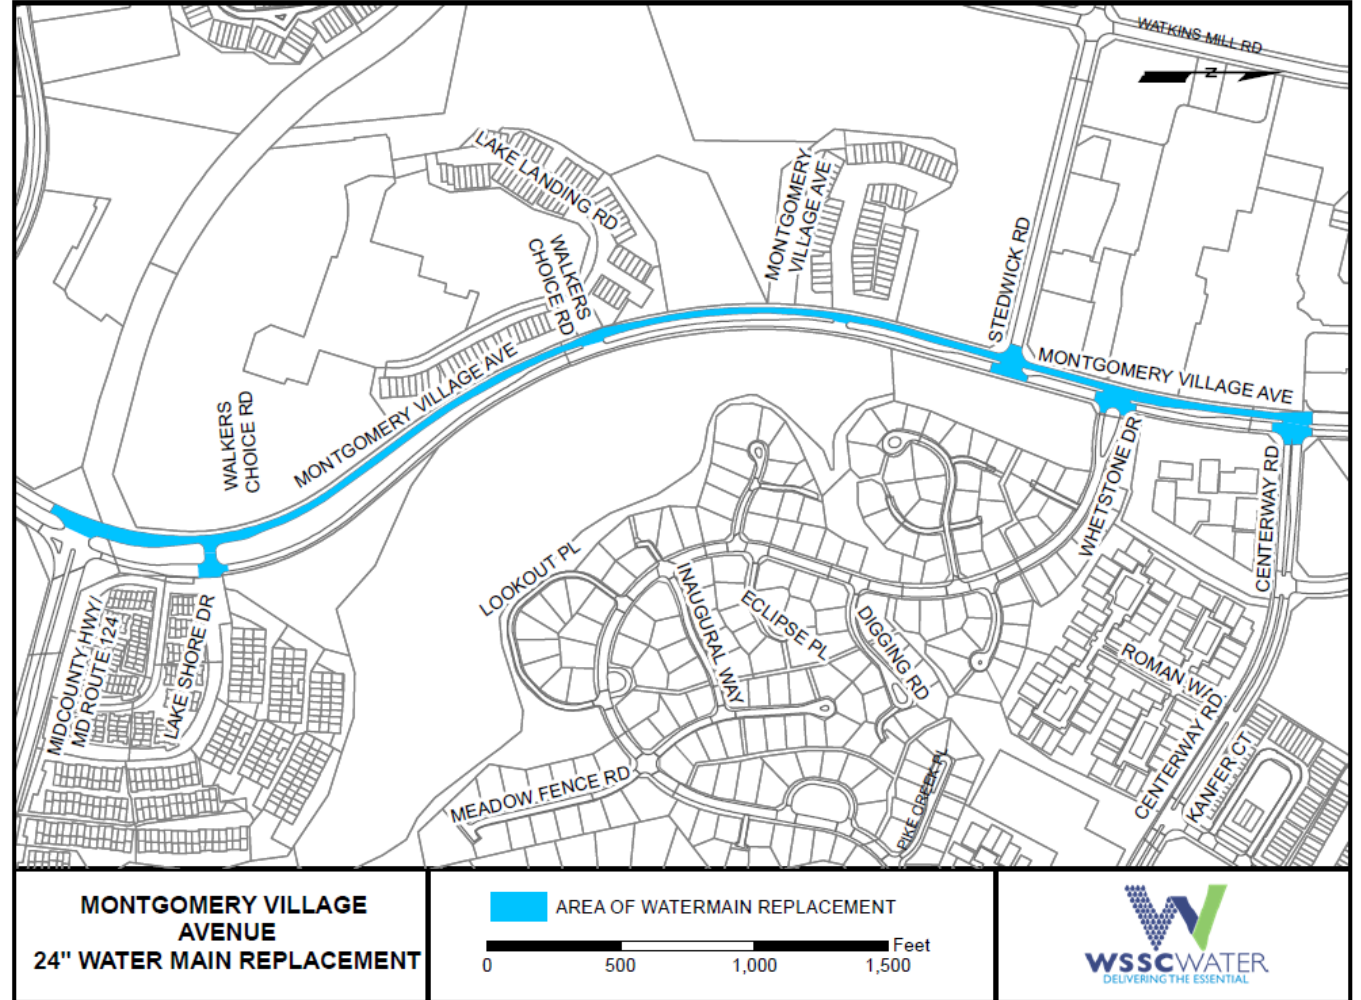 WATKINS MILL RD
N
LAKE LANDING RD
MONTGOMERY
VILLAGE AVE
WALKERS
CHOICE RD
STEDWICK RD
MONTGOMERY VILLAGE AVE
MONTGOMERY VILLAGE AVE
WALKERS
CHOICE RD
WHETSTONE DR
CENTERWAY RD
LOOKOUT PL
INAUGURAL WAY
ECLIPSE PL
DIGGING RD
MIDCOUNTY HWY/
MD ROUTE 124
LAKE SHORE DR
ROMAN WAY
CENTERWAY RD
KANFER CT
MEADOW FENCE RD
PIKE CREEK PL
MONTGOMERY VILLAGE
AVENUE
24" WATER MAIN REPLACEMENT
AREA OF WATERMAIN REPLACEMENT
Feet
0 500 1,000 1,500
WSSCWATER
DELIVERING THE ESSENTIAL